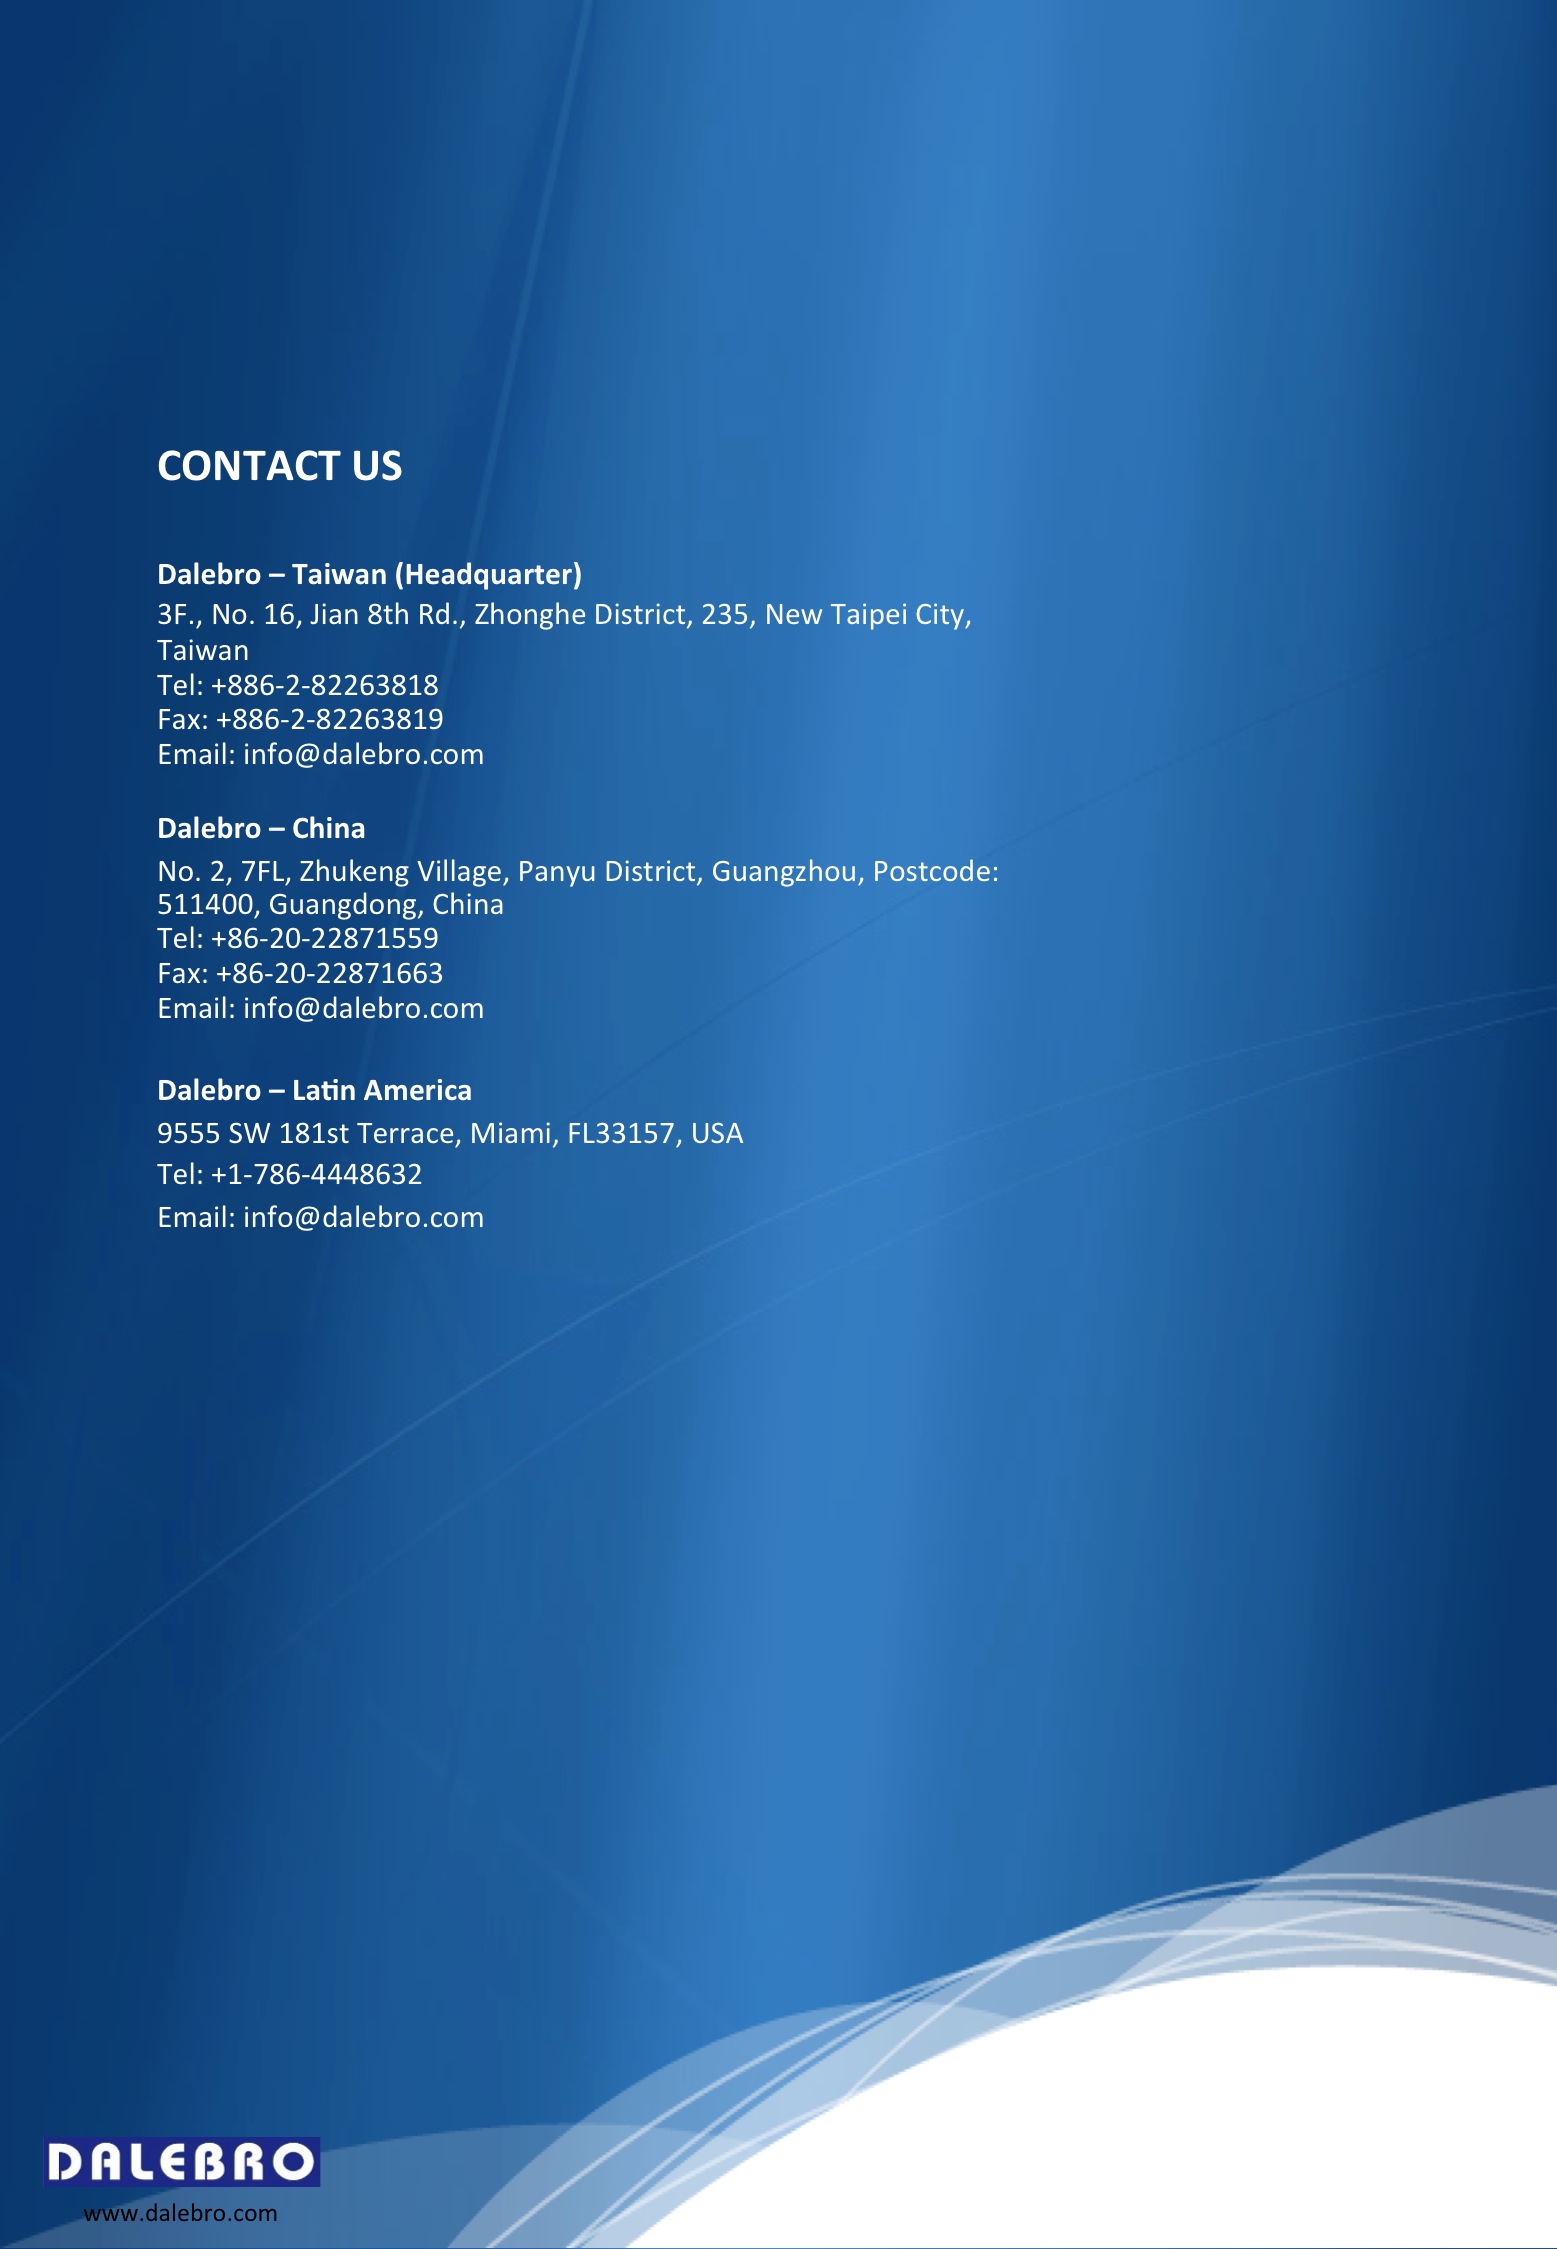 CONTACT US
Dalebro – Taiwan (Headquarter)
3F., No. 16, Jian 8th Rd., Zhonghe District, 235, New Taipei City,
Taiwan
Tel: +886-2-82263818
Fax: +886-2-82263819
Email: info@dalebro.com
Dalebro – China
No. 2, 7FL, Zhukeng Village, Panyu District, Guangzhou, Postcode:
511400, Guangdong, China
Tel: +86-20-22871559
Fax: +86-20-22871663
Email: info@dalebro.com
Dalebro – Latin America
9555 SW 181st Terrace, Miami, FL33157, USA
Tel: +1-786-4448632
Email: info@dalebro.com
DALEBRO
www.dalebro.com